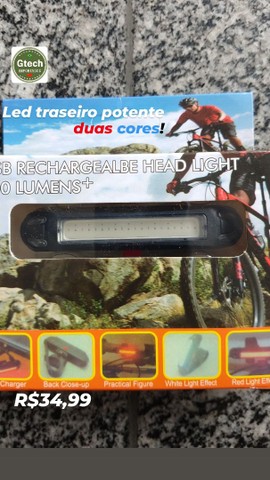 Gtech
Led traseiro potente
duas cores!
SB RECHARGEALBE HEAD LIGHT
0 LUMENS+
Charger
Back Close-up
Practical Figure
White Light Effect
Red Light Eff
R$34,99